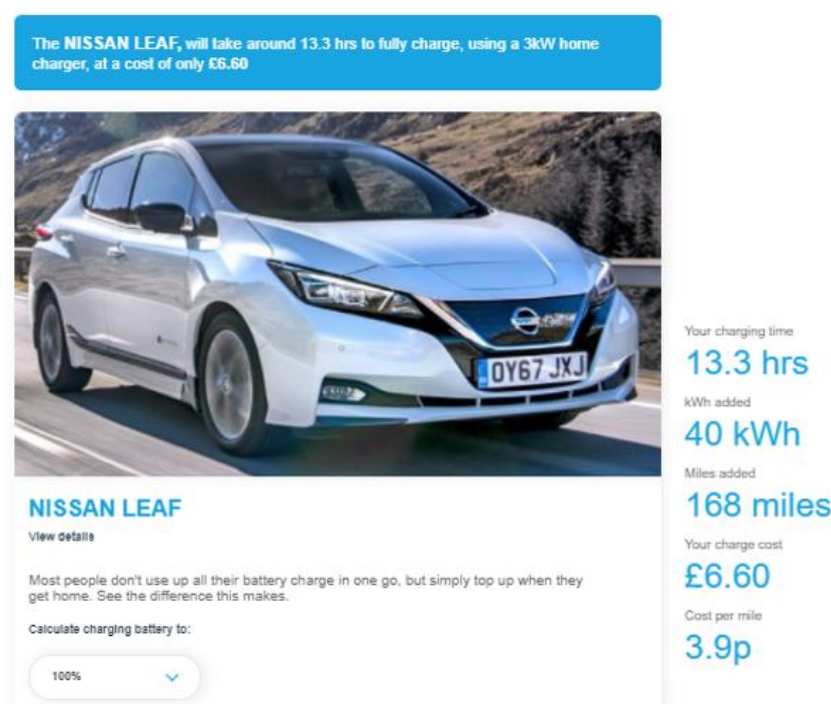 The NISSAN LEAF, will take around 13.3 hrs to fully charge, using a 3kW home
charger, at a cost of only £6.60
OY67 JXJ
NISSAN LEAF
View details
Most people don't use up all their battery charge in one go, but simply top up when they
get home. See the difference this makes.
Calculate charging battery to:
100%
Your charging time
13.3 hrs
kWh added
40 kWh
Miles added
168 miles
Your charge cost
£6.60
Cost per mile
3.9p